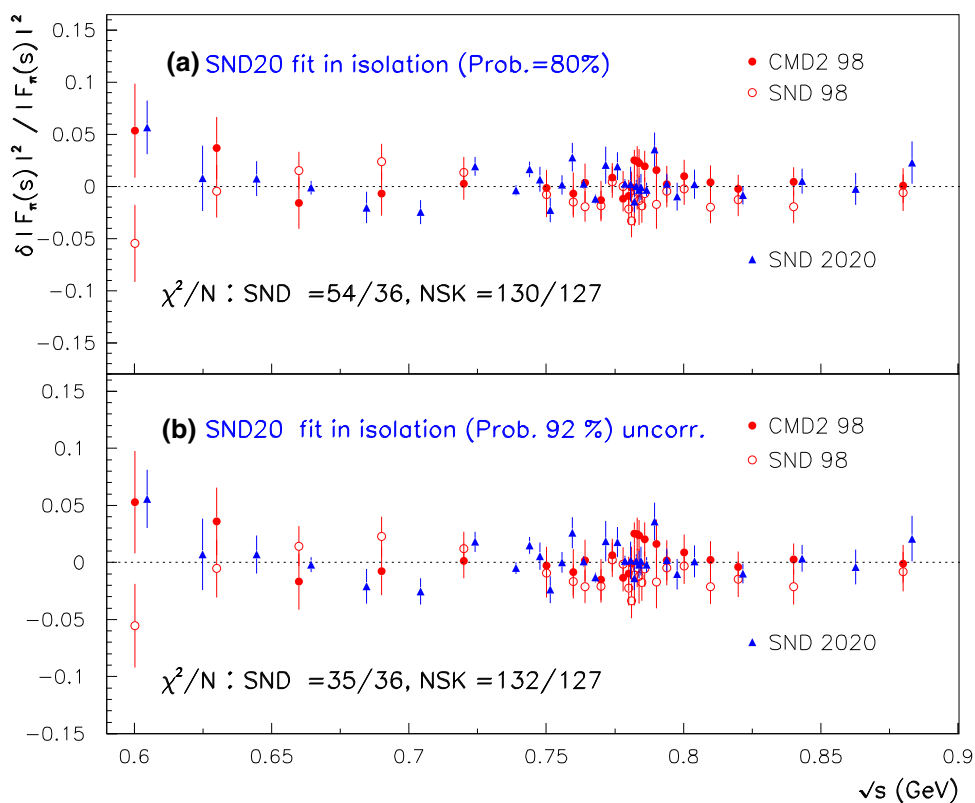 δ |Fπ(s)|² / |Fπ(s)|²
0.15
0.1
0.05
0
−0.05
−0.1
−0.15
(a) SND20 fit in isolation (Prob.=80%)
CMD2 98
SND 98
SND 2020
χ²/N : SND =54/36, NSK =130/127
0.15
0.1
0.05
0
−0.05
−0.1
−0.15
(b) SND20 fit in isolation (Prob. 92 %) uncorr.
CMD2 98
SND 98
SND 2020
χ²/N : SND =35/36, NSK =132/127
0.6 0.65 0.7 0.75 0.8 0.85 0.9
√s (GeV)